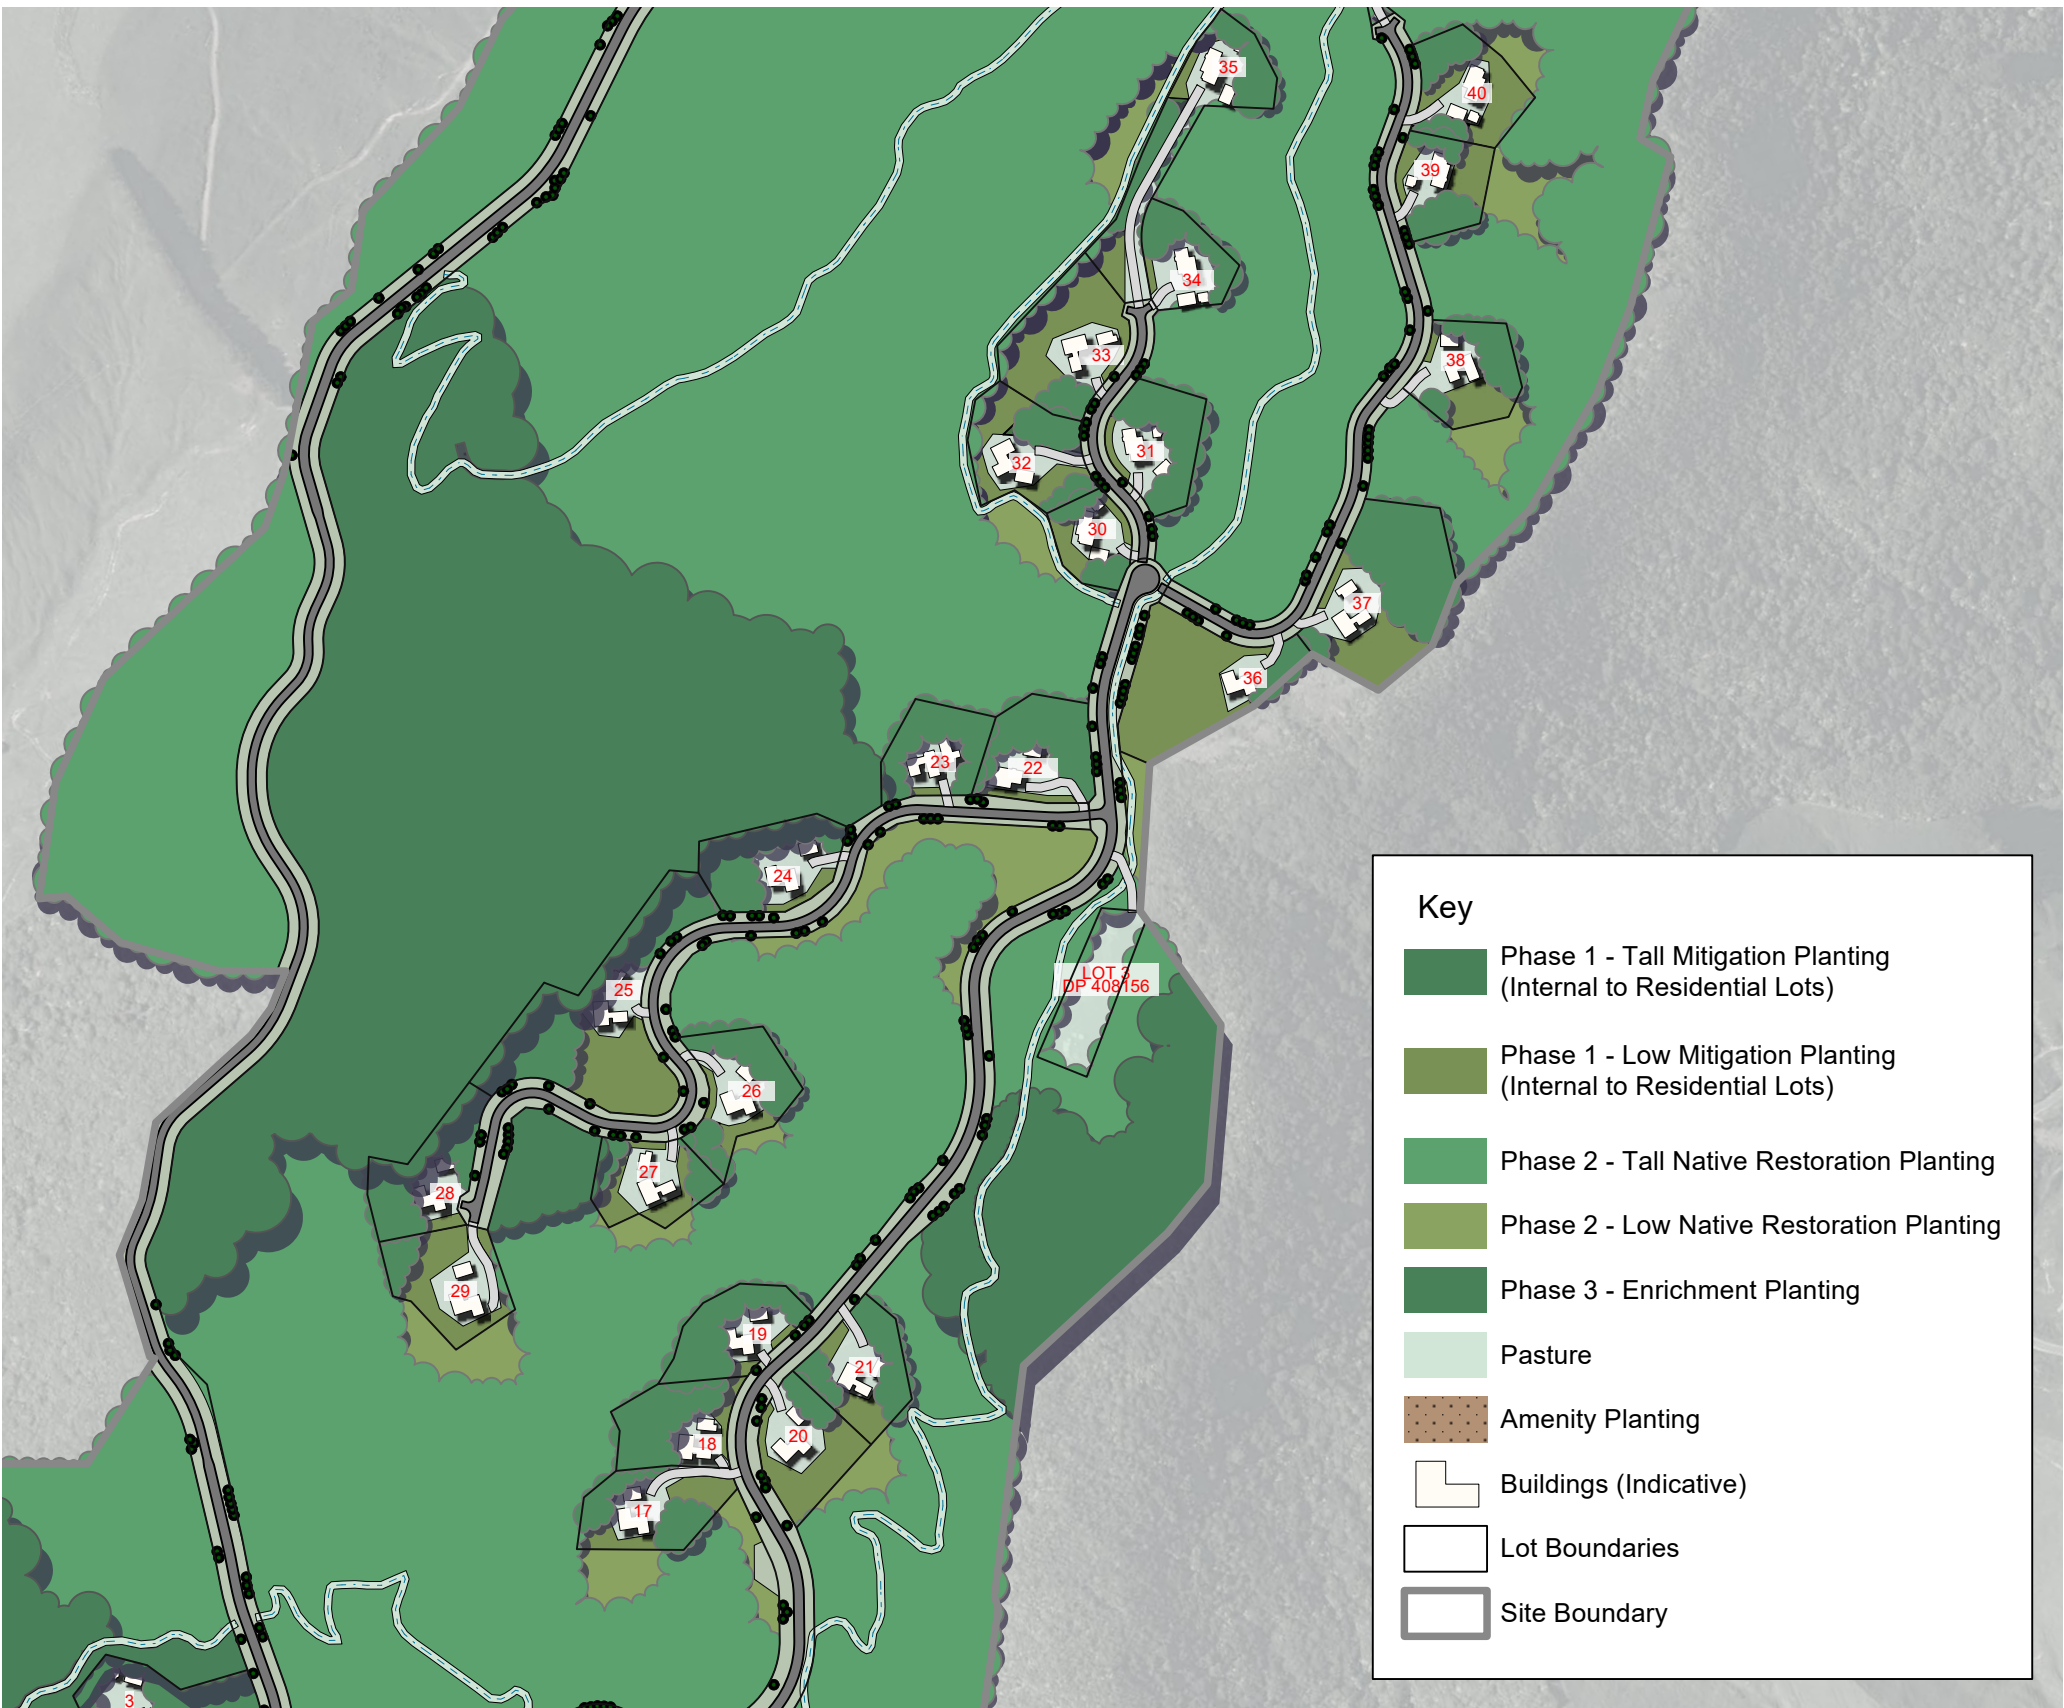 35
40
39
34
33
38
31
32
30
37
36
23
22
24
LOT 3
DP 408156
25
26
27
28
29
19
21
20
18
17
3
Key
Phase 1 - Tall Mitigation Planting
(Internal to Residential Lots)
Phase 1 - Low Mitigation Planting
(Internal to Residential Lots)
Phase 2 - Tall Native Restoration Planting
Phase 2 - Low Native Restoration Planting
Phase 3 - Enrichment Planting
Pasture
Amenity Planting
Buildings (Indicative)
Lot Boundaries
Site Boundary